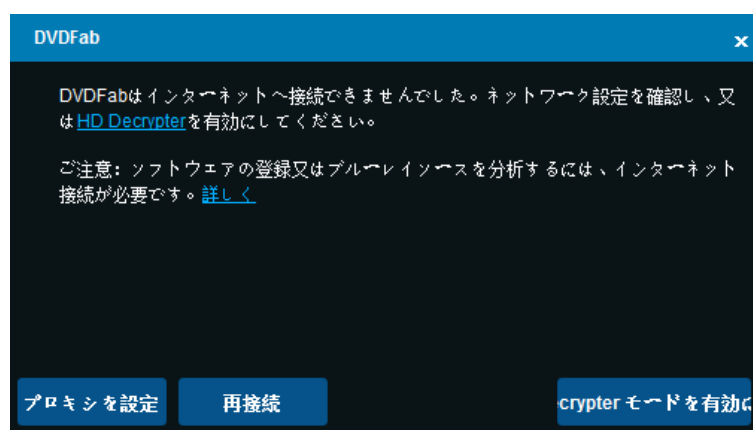 DVDFab
x
DVDFabはインターネットへ接続できませんでした。ネットワーク設定を確認し、又
はHD Decrypterを有効にしてください。
ご注意: ソフトウェアの登録又はブルーレイソースを分析するには、インターネット
接続が必要です。詳しく
プロキシを設定 再接続 crypter モードを有効に